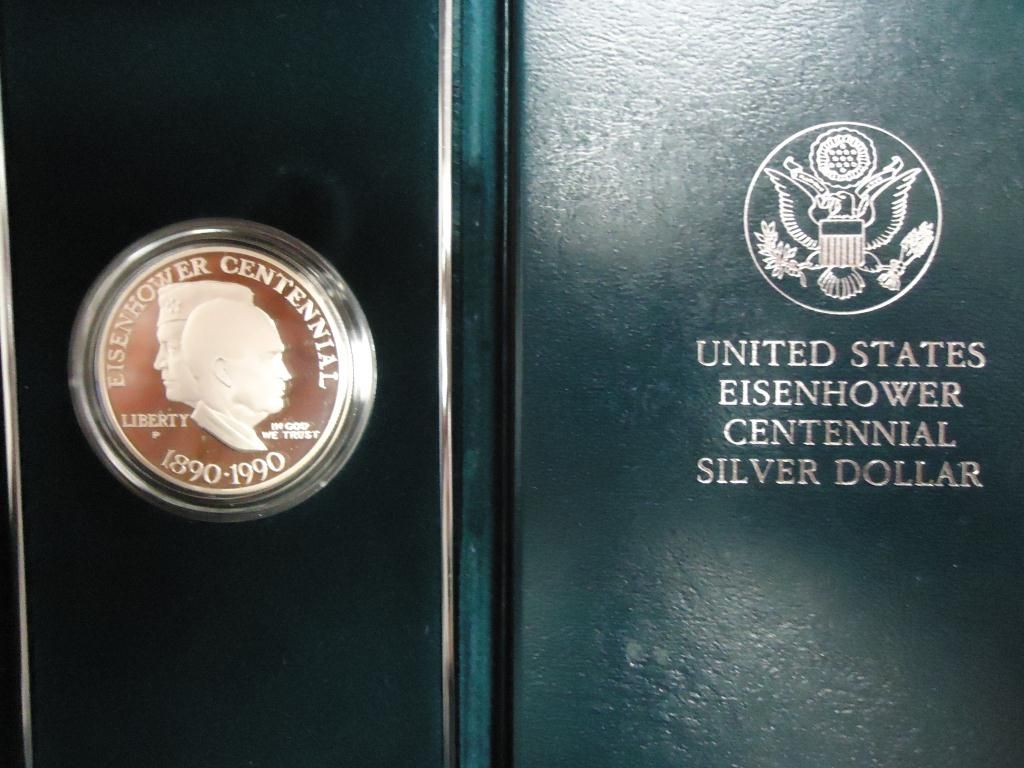 EISENHOWER CENTENNIAL
LIBERTY
P
IN GOD
WE TRUST
1890·1990
UNITED STATES
EISENHOWER
CENTENNIAL
SILVER DOLLAR